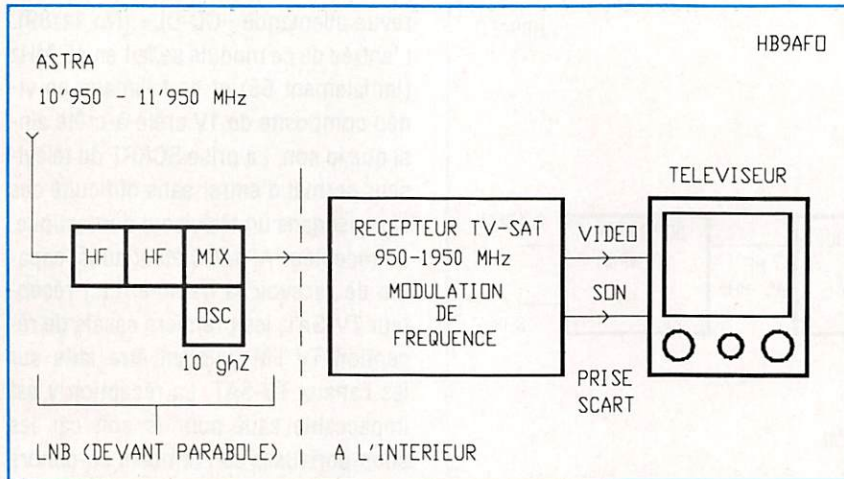 HB9AFO
ASTRA
10'950 - 11'950 MHz
TELEVISEUR
RECEPTEUR TV-SAT
950-1950 MHz
MODULATION
DE
FREQUENCE
VIDEO
SON
HF HF MIX
OSC
10 ghZ
PRISE
SCART
LNB (DEVANT PARABOLE)
A L'INTERIEUR